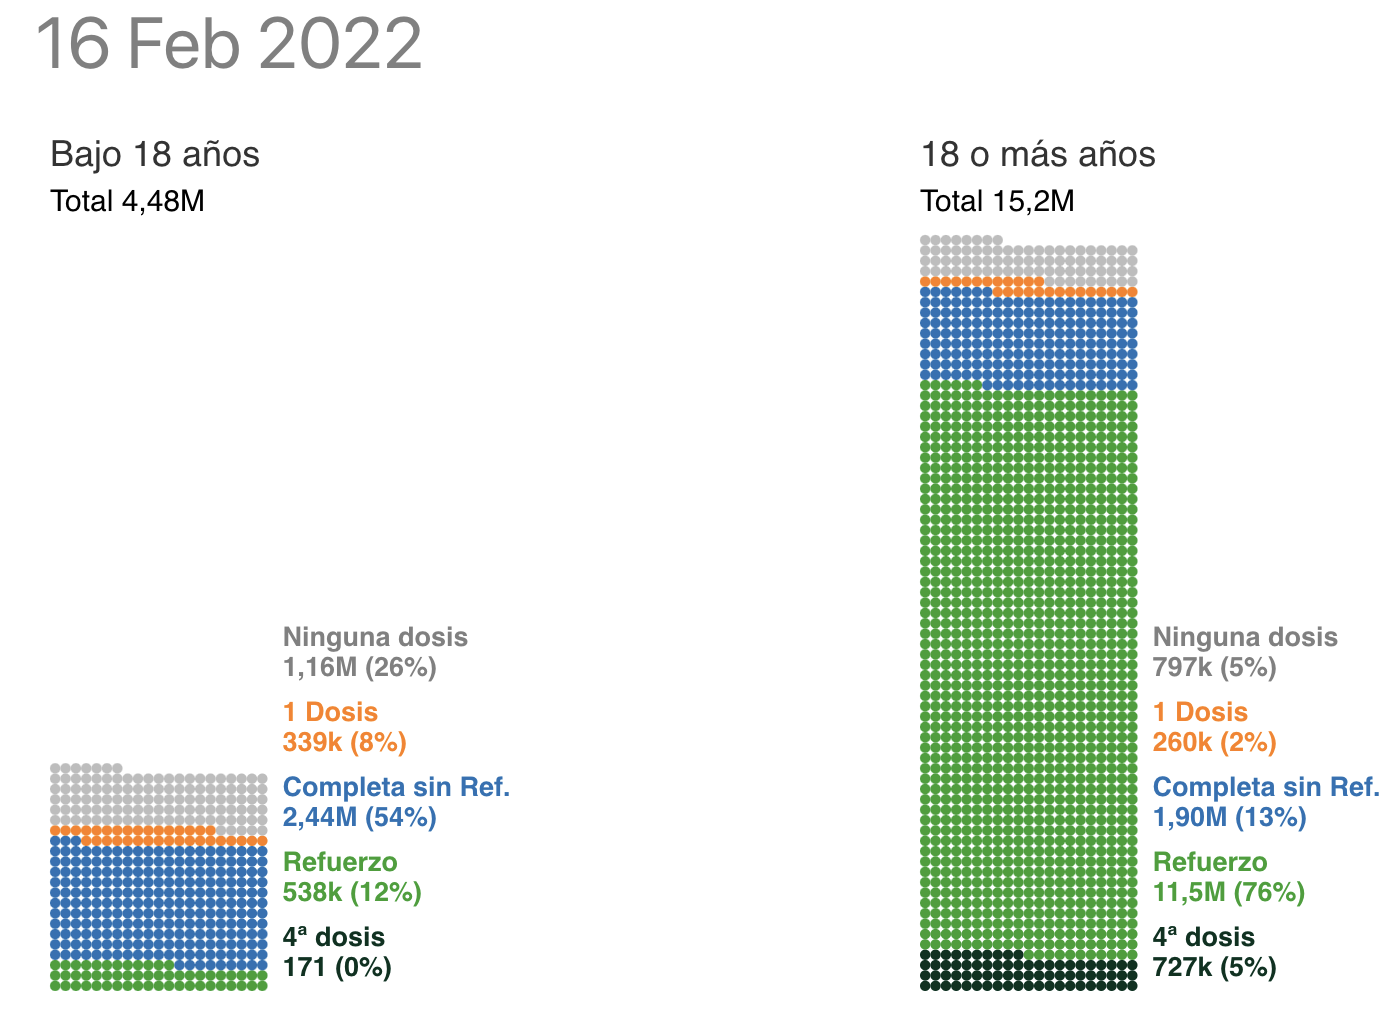 16 Feb 2022
Bajo 18 años
Total 4,48M
Ninguna dosis
1,16M (26%)
1 Dosis
339k (8%)
Completa sin Ref.
2,44M (54%)
Refuerzo
538k (12%)
4ª dosis
171 (0%)
18 o más años
Total 15,2M
Ninguna dosis
797k (5%)
1 Dosis
260k (2%)
Completa sin Ref.
1,90M (13%)
Refuerzo
11,5M (76%)
4ª dosis
727k (5%)